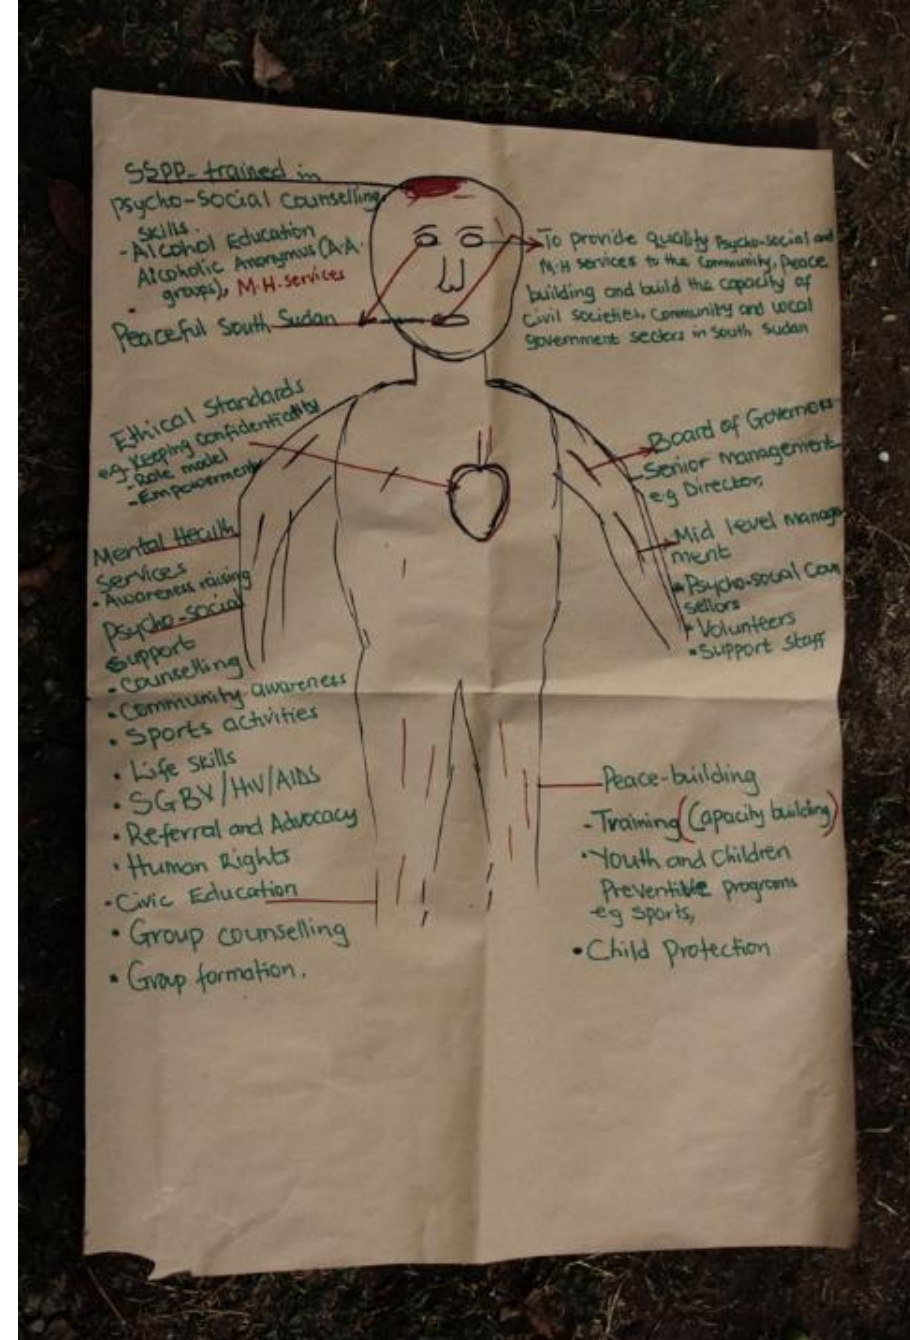 SSPP- trained in
psycho-social counselling
skills.
- Alcohol Education
Alcoholic Anonymus (A.A.
groups), M.H. services
Peaceful South Sudan
To provide quality Psycho-social and
M.H services to the community, peace
building and build the capacity of
Civil societies, community and local
government sectors in South Sudan
Ethical Standards
eg. Keeping confidentiality
- Role model
- Empowerment
Board of Governors
- Senior Management
eg Director,
Mid level manage
ment
• Psycho-social Coun
sellors
• Volunteers
• Support staff
Mental Health
Services
• Awareness raising
Psycho-social
Support
• Counselling
• Community awareness
• Sports activities
• Life skills
• SGBV/HIV/AIDS
• Referral and Advocacy
• Human Rights
• Civic Education
• Group counselling
• Group formation.
Peace-building
- Training (Capacity building)
• Youth and Children
Preventive programs
eg sports,
• Child Protection